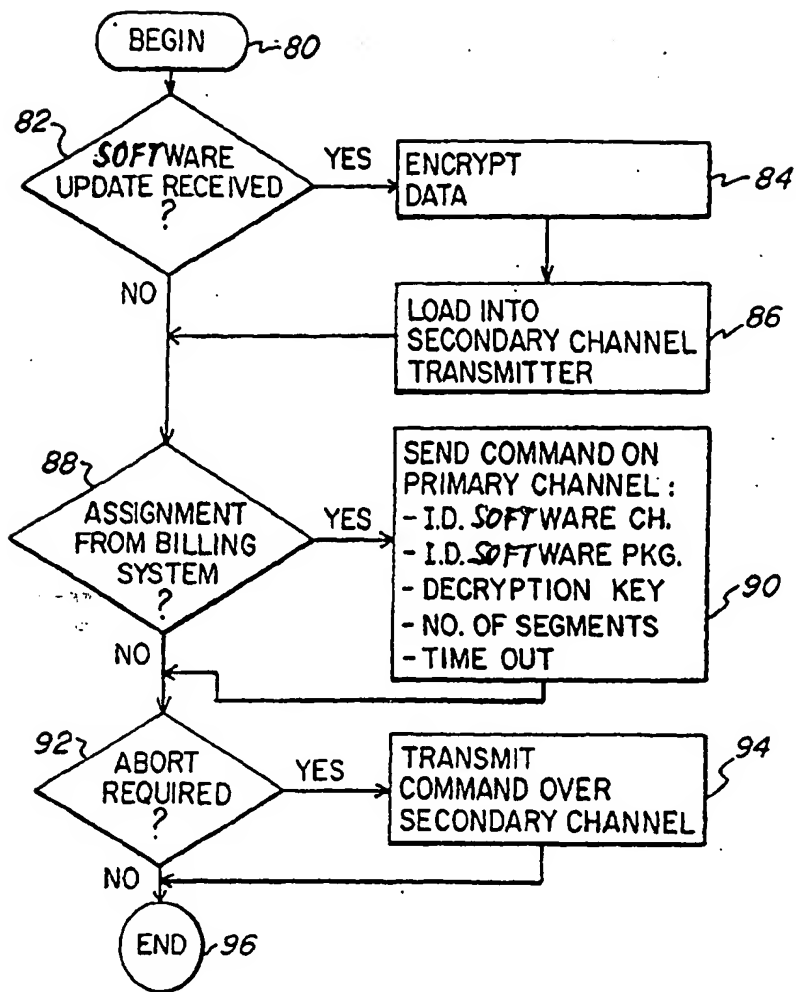 BEGIN
80
82
SOFTWARE
UPDATE RECEIVED
?
YES
ENCRYPT
DATA
84
NO
LOAD INTO
SECONDARY CHANNEL
TRANSMITTER
86
88
ASSIGNMENT
FROM BILLING
SYSTEM
?
YES
SEND COMMAND ON
PRIMARY CHANNEL:
- I.D. SOFTWARE CH.
- I.D. SOFTWARE PKG.
- DECRYPTION KEY
- NO. OF SEGMENTS
- TIME OUT
90
NO
92
ABORT
REQUIRED
?
YES
TRANSMIT
COMMAND OVER
SECONDARY CHANNEL
94
NO
END
96